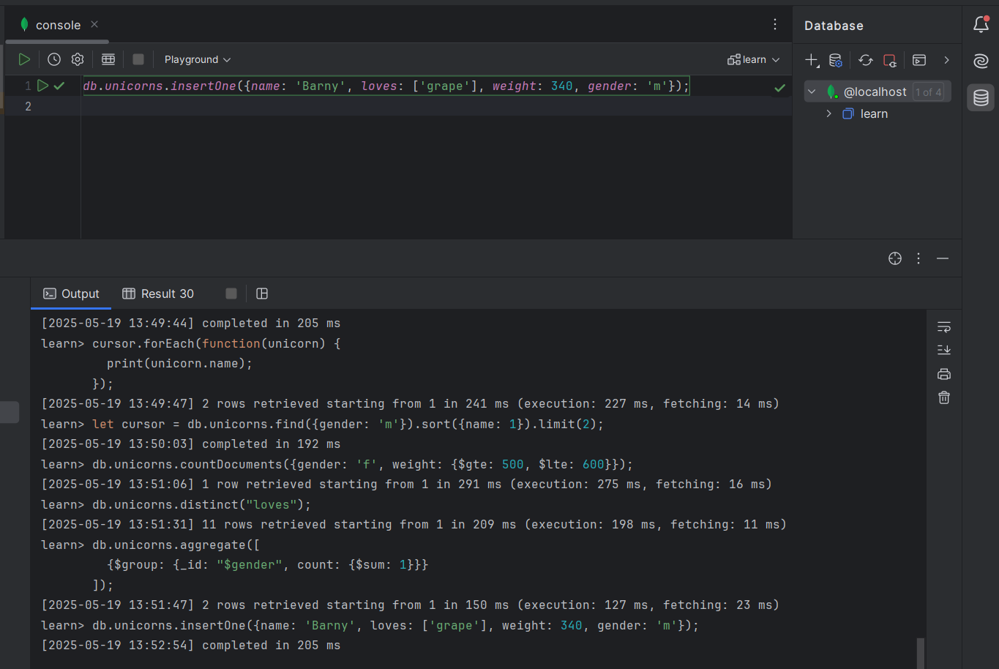 console
Database
Playground
learn
1
db.unicorns.insertOne({name: 'Barny', loves: ['grape'], weight: 340, gender: 'm'});
@localhost 1 of 4
2
learn
Output
Result 30
[2025-05-19 13:49:44] completed in 205 ms
learn> cursor.forEach(function(unicorn) {
print(unicorn.name);
});
[2025-05-19 13:49:47] 2 rows retrieved starting from 1 in 241 ms (execution: 227 ms, fetching: 14 ms)
learn> let cursor = db.unicorns.find({gender: 'm'}).sort({name: 1}).limit(2);
[2025-05-19 13:50:03] completed in 192 ms
learn> db.unicorns.countDocuments({gender: 'f', weight: {$gte: 500, $lte: 600}});
[2025-05-19 13:51:06] 1 row retrieved starting from 1 in 291 ms (execution: 275 ms, fetching: 16 ms)
learn> db.unicorns.distinct("loves");
[2025-05-19 13:51:31] 11 rows retrieved starting from 1 in 209 ms (execution: 198 ms, fetching: 11 ms)
learn> db.unicorns.aggregate([
{$group: {_id: "$gender", count: {$sum: 1}}}
]);
[2025-05-19 13:51:47] 2 rows retrieved starting from 1 in 150 ms (execution: 127 ms, fetching: 23 ms)
learn> db.unicorns.insertOne({name: 'Barny', loves: ['grape'], weight: 340, gender: 'm'});
[2025-05-19 13:52:54] completed in 205 ms